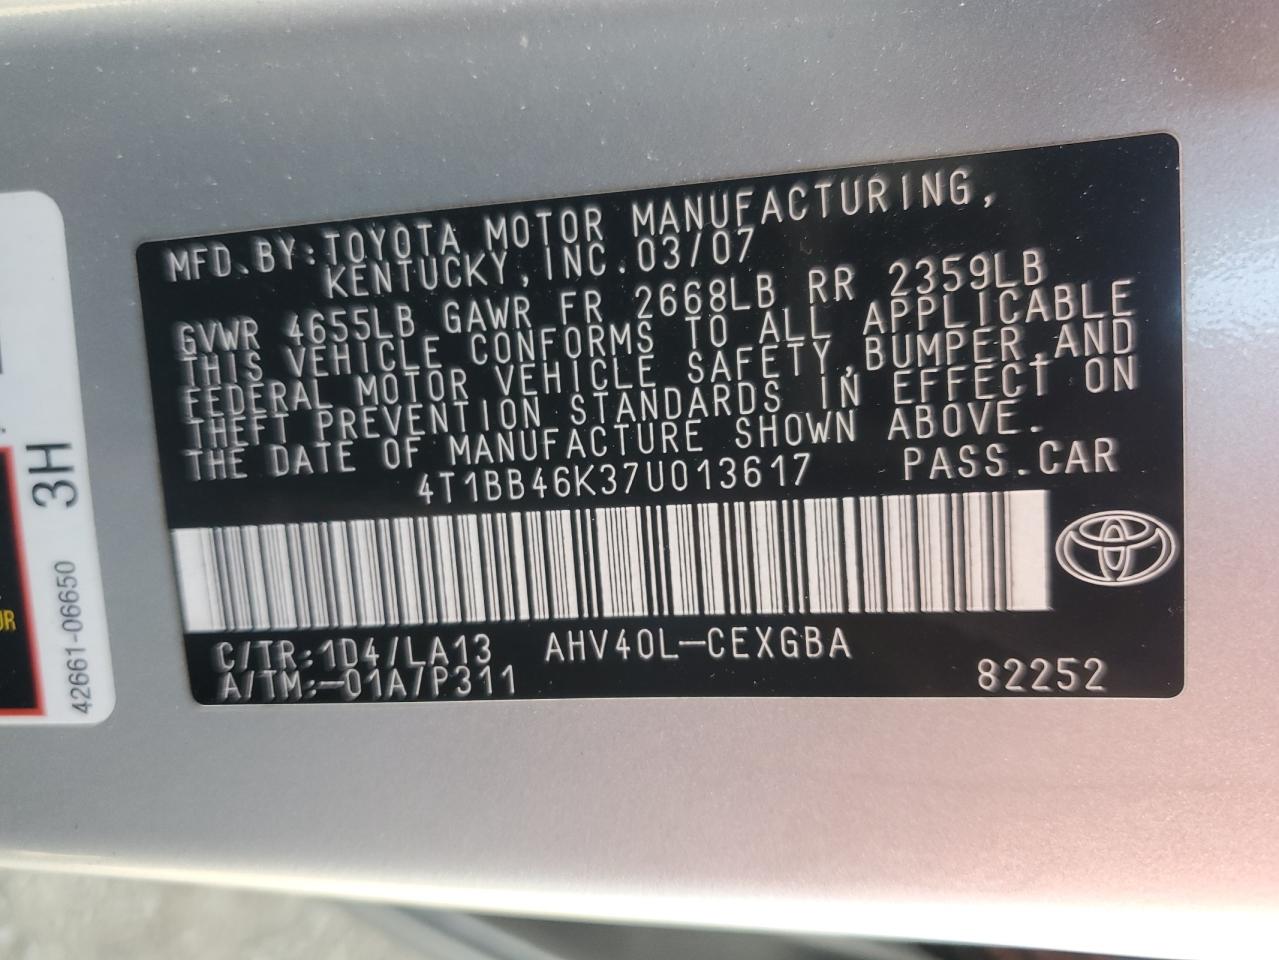 MFD.BY:TOYOTA MOTOR MANUFACTURING,
KENTUCKY,INC.03/07
GVWR 4655LB GAWR FR 2668LB RR 2359LB
THIS VEHICLE CONFORMS TO ALL APPLICABLE
FEDERAL MOTOR VEHICLE SAFETY,BUMPER,AND
THEFT PREVENTION STANDARDS IN EFFECT ON
THE DATE OF MANUFACTURE SHOWN ABOVE.
4T1BB46K37U013617 PASS.CAR
C/TR:1D4/LA13 AHV40L-CEXGBA
A/TM:-01A/P311 82252
3H
42661-06650